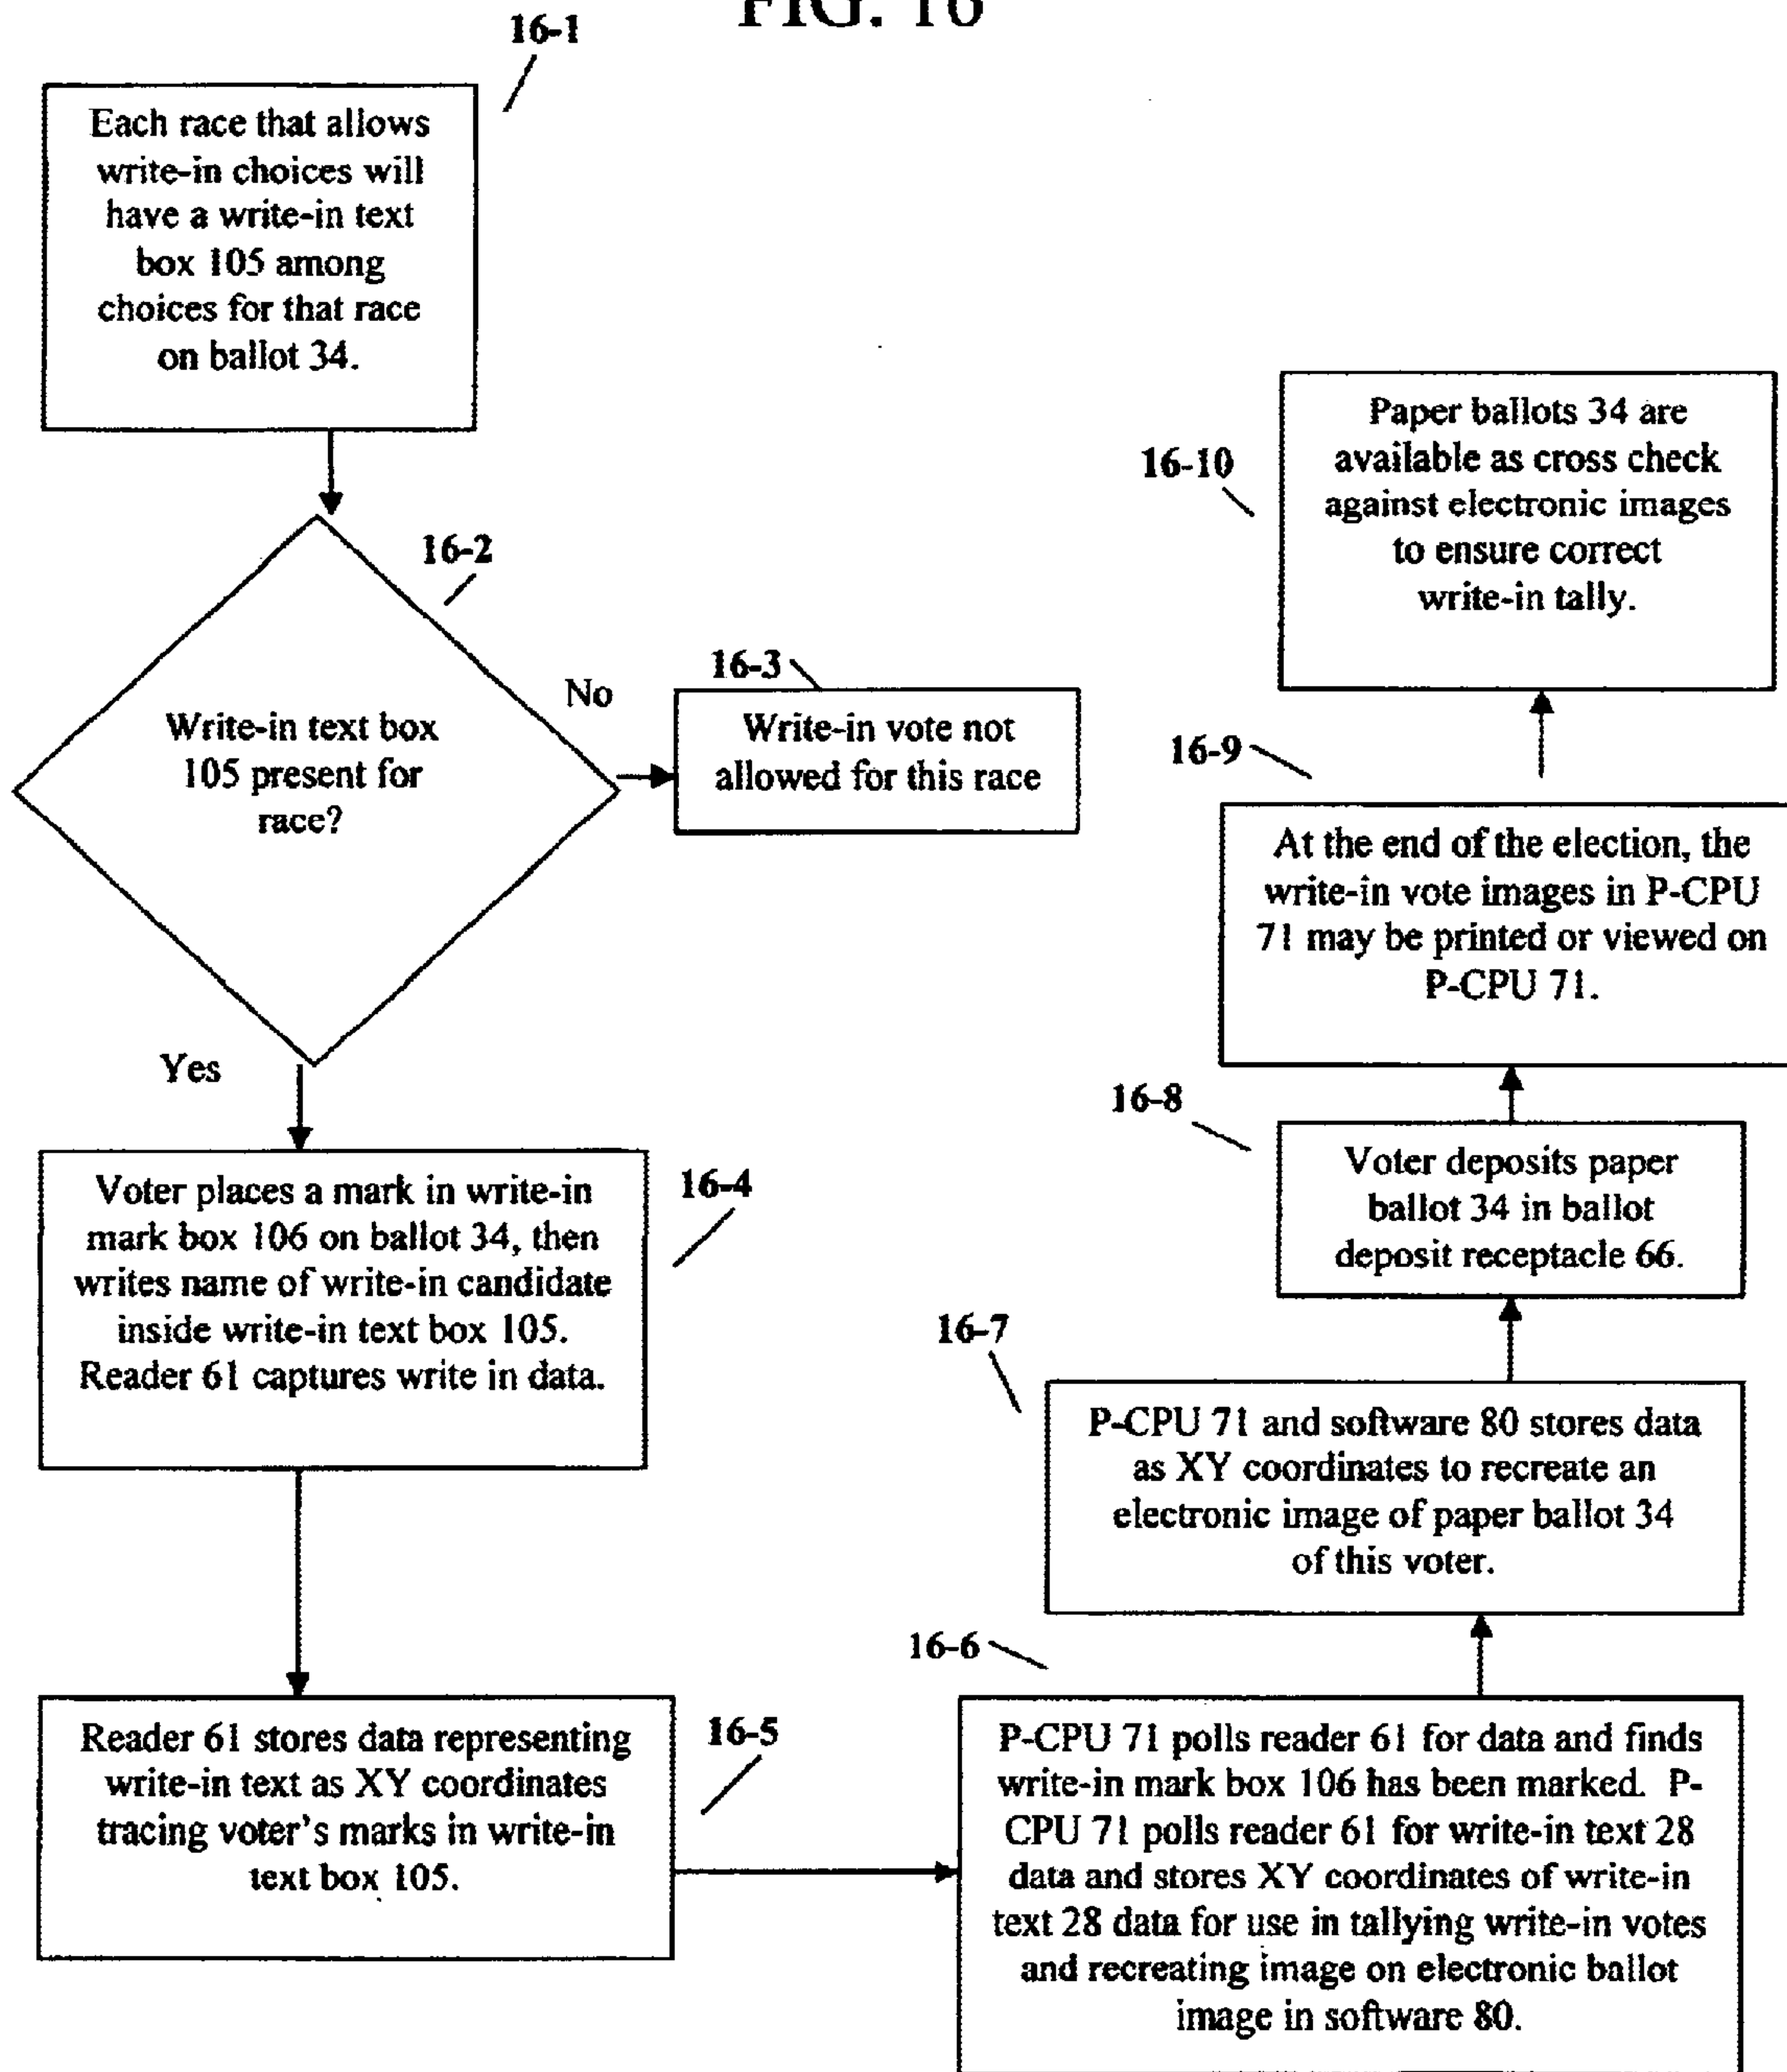 FIG. 16
16-1
Each race that allows
write-in choices will
have a write-in text
box 105 among
choices for that race
on ballot 34.
16-2
Write-in text box
105 present for
race?
No
16-3
Write-in vote not
allowed for this race
Yes
16-4
Voter places a mark in write-in
mark box 106 on ballot 34, then
writes name of write-in candidate
inside write-in text box 105.
Reader 61 captures write in data.
16-5
Reader 61 stores data representing
write-in text as XY coordinates
tracing voter's marks in write-in
text box 105.
16-6
P-CPU 71 polls reader 61 for data and finds
write-in mark box 106 has been marked. P-
CPU 71 polls reader 61 for write-in text 28
data and stores XY coordinates of write-in
text 28 data for use in tallying write-in votes
and recreating image on electronic ballot
image in software 80.
16-7
P-CPU 71 and software 80 stores data
as XY coordinates to recreate an
electronic image of paper ballot 34
of this voter.
16-8
Voter deposits paper
ballot 34 in ballot
deposit receptacle 66.
16-9
At the end of the election, the
write-in vote images in P-CPU
71 may be printed or viewed on
P-CPU 71.
16-10
Paper ballots 34 are
available as cross check
against electronic images
to ensure correct
write-in tally.